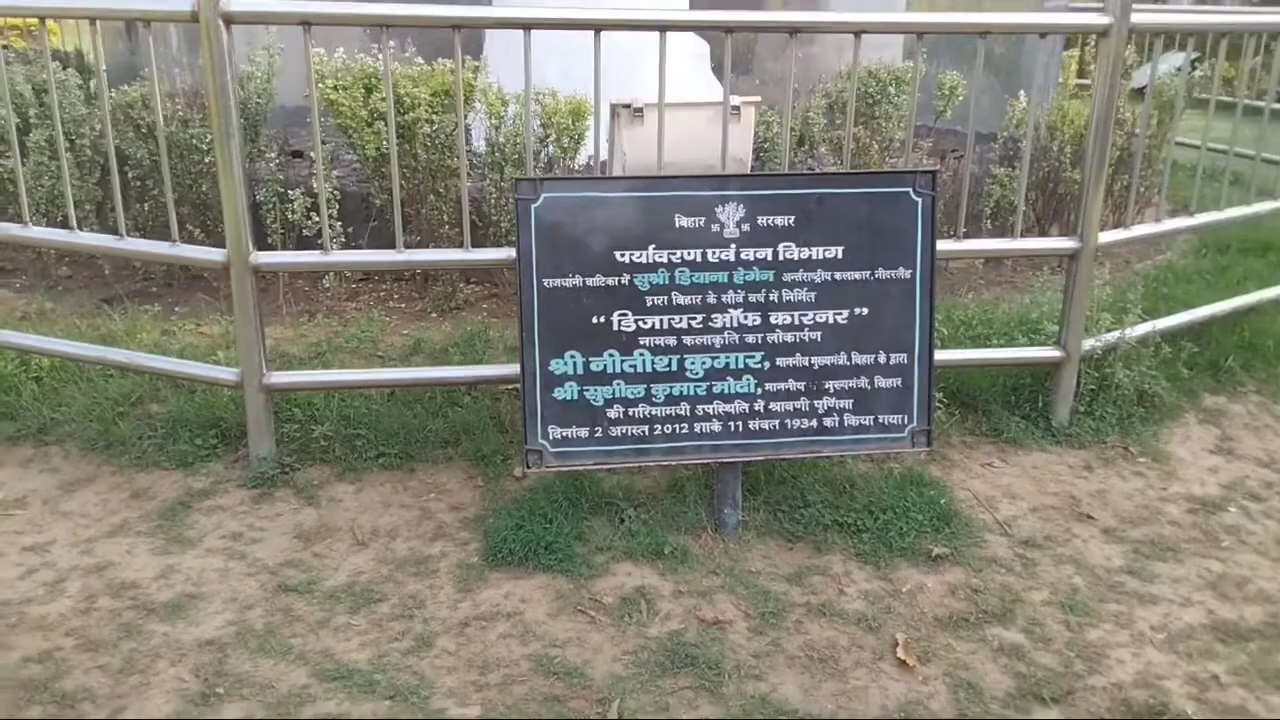 बिहार सरकार
पर्यावरण एवं वन विभाग
राजधानी वाटिका में सुश्री डियाना हेगेन अर्न्तराष्ट्रीय कलाकार, नीदरलैंड
द्वारा बिहार के सौवें वर्ष में निर्मित
“डिजायर ऑफ कारनर”
नामक कलाकृति का लोकार्पण
श्री नीतीश कुमार, माननीय मुख्यमंत्री, बिहार के द्वारा
श्री सुशील कुमार मोदी, माननीय मुख्यमंत्री, बिहार
की गरिमामयी उपस्थिति में श्रावणी पूर्णिमा
दिनांक 2 अगस्त 2012 शाके 11 संवत 1934 को किया गया।